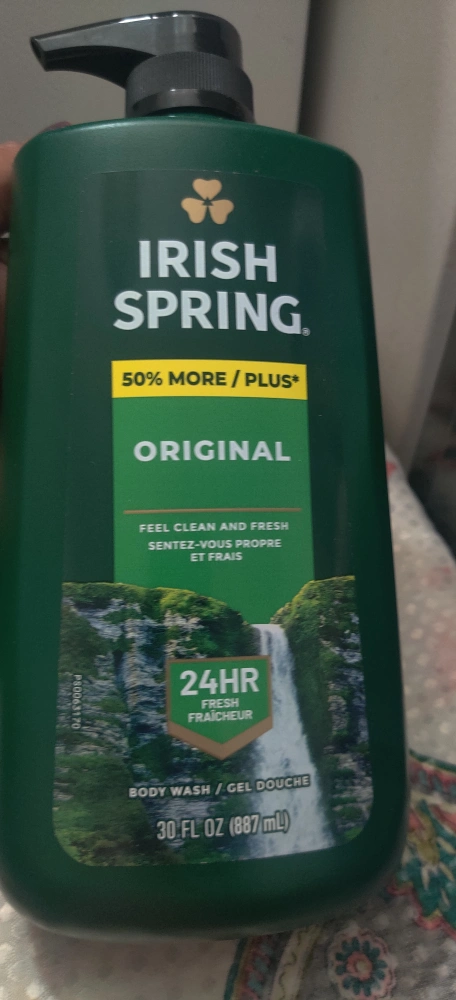 IRISH
SPRING®
50% MORE / PLUS*
ORIGINAL
FEEL CLEAN AND FRESH
SENTEZ-VOUS PROPRE
ET FRAIS
24HR
FRESH
FRAÎCHEUR
P50063170
BODY WASH / GEL DOUCHE
30 FL OZ (887 mL)